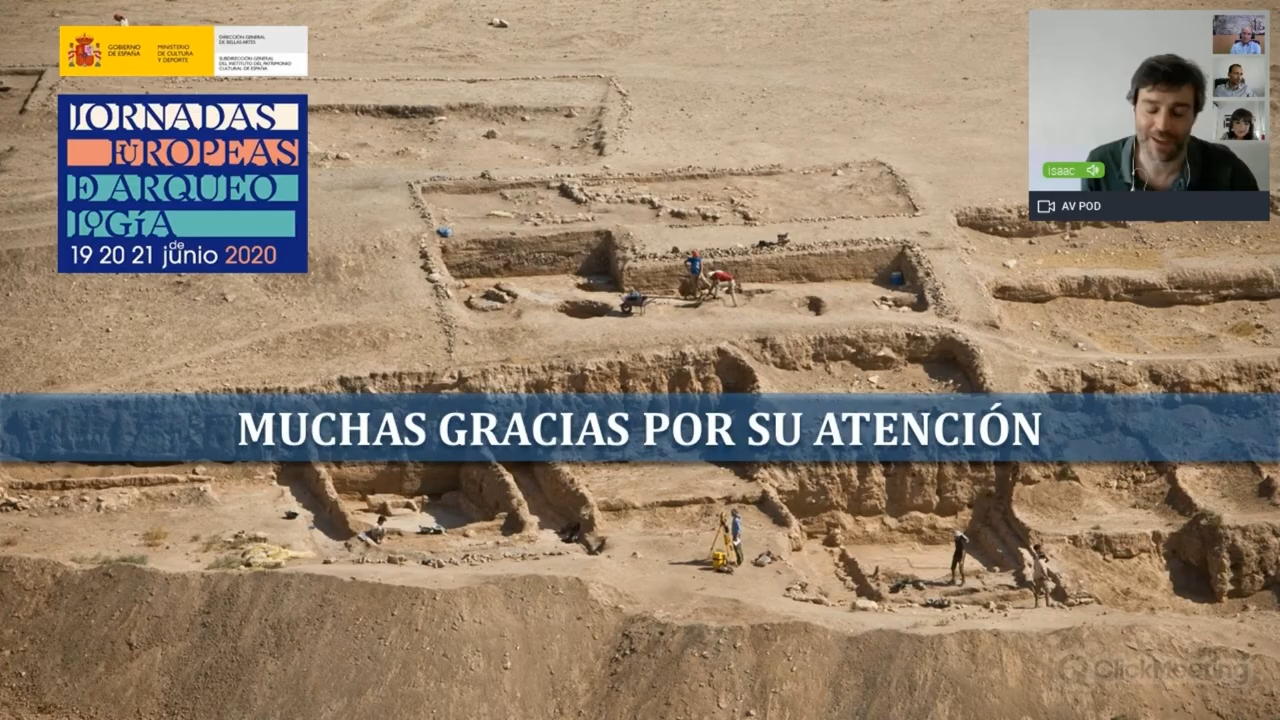 GOBIERNO
DE ESPAÑA
MINISTERIO
DE CULTURA
Y DEPORTE
DIRECCIÓN GENERAL
DE BELLAS ARTES
SUBDIRECCIÓN GENERAL
DEL INSTITUTO DEL PATRIMONIO
CULTURAL DE ESPAÑA
JORNADAS
EUROPEAS
DE ARQUEO
LOGÍA
19 20 21 de junio 2020
isaac
AV POD
MUCHAS GRACIAS POR SU ATENCIÓN
ClickMeeting